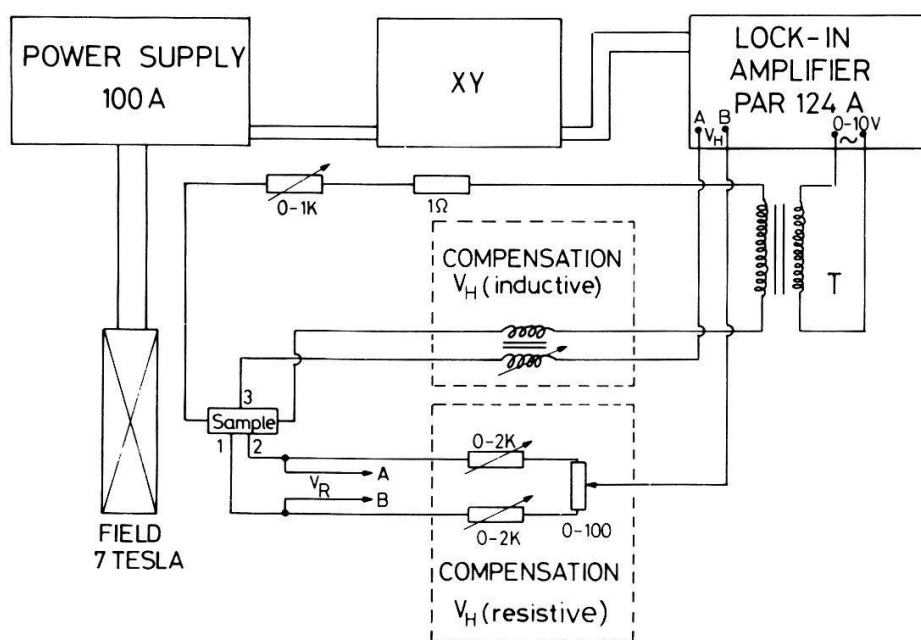 POWER SUPPLY
100 A
XY
LOCK-IN
AMPLIFIER
PAR 124 A
A B 0-10V
V_H ~
0-1K
1Ω
COMPENSATION
V_H (inductive)
T
3
Sample
1 2
0-2K
A
V_R
B
0-2K
0-100
FIELD
7 TESLA
COMPENSATION
V_H (resistive)